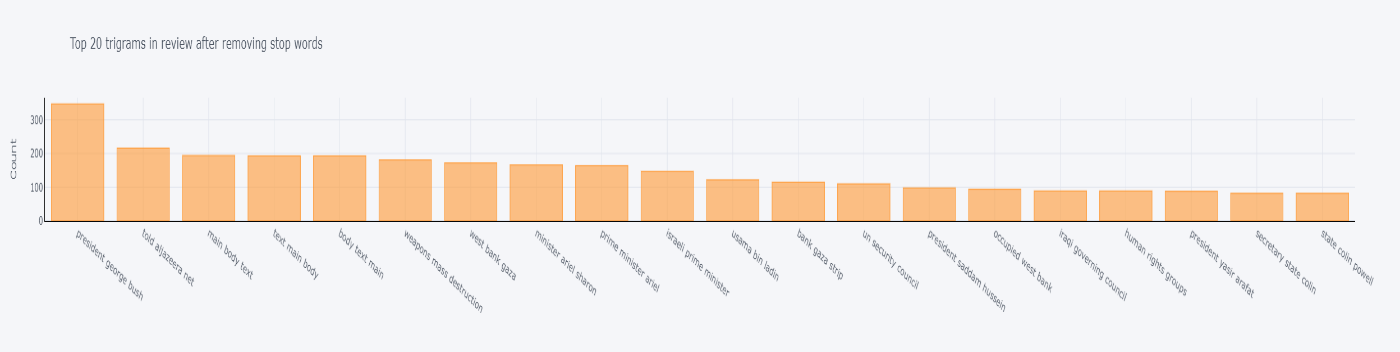 Top 20 trigrams in review after removing stop words
Count
300
200
100
0
president george bush
told aljazeera net
main body text
text main body
body text main
weapons mass destruction
west bank gaza
minister ariel sharon
prime minister ariel
israeli prime minister
usama bin ladin
bank gaza strip
un security council
president saddam hussein
occupied west bank
iraqi governing council
human rights groups
president yasir arafat
secretary state colin
state colin powell